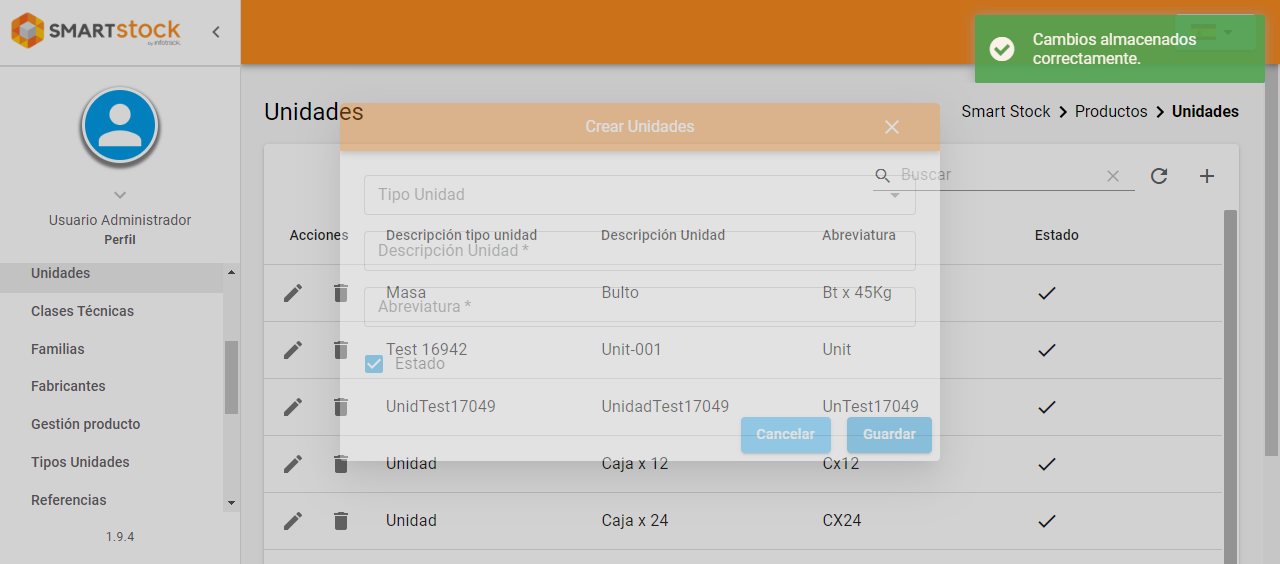 SMARTSTOCK
by infotrack.
Cambios almacenados
correctamente.
Unidades
Smart Stock
Productos
Unidades
Crear Unidades
Usuario Administrador
Perfil
Unidades
Clases Técnicas
Familias
Fabricantes
Gestión producto
Tipos Unidades
Referencias
1.9.4
Buscar
Tipo Unidad
Descripción Unidad *
Abreviatura *
Estado
Cancelar
Guardar
Acciones Descripción tipo unidad Descripción Unidad Abreviatura Estado
Masa Bulto Bt x 45Kg
Test 16942 Unit-001 Unit
UnidTest17049 UnidadTest17049 UnTest17049
Unidad Caja x 12 Cx12
Unidad Caja x 24 CX24